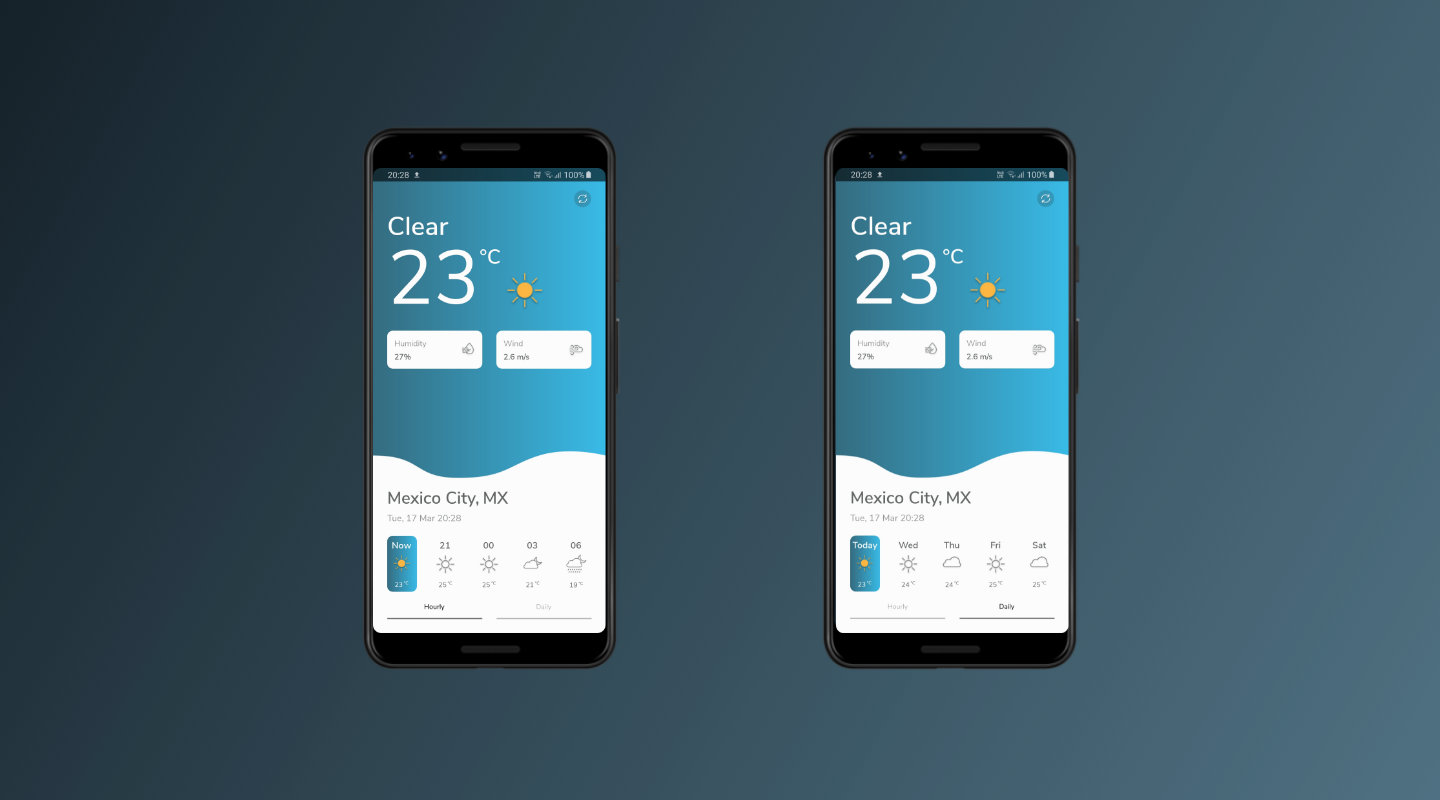 20:28 100%
Clear
23 °C
Humidity
27%
Wind
2.6 m/s
Mexico City, MX
Tue, 17 Mar 20:28
Now 21 00 03 06
23 °C 25 °C 25 °C 21 °C 19 °C
Hourly Daily
20:28 100%
Clear
23 °C
Humidity
27%
Wind
2.6 m/s
Mexico City, MX
Tue, 17 Mar 20:28
Today Wed Thu Fri Sat
23 °C 24 °C 24 °C 25 °C 25 °C
Hourly Daily